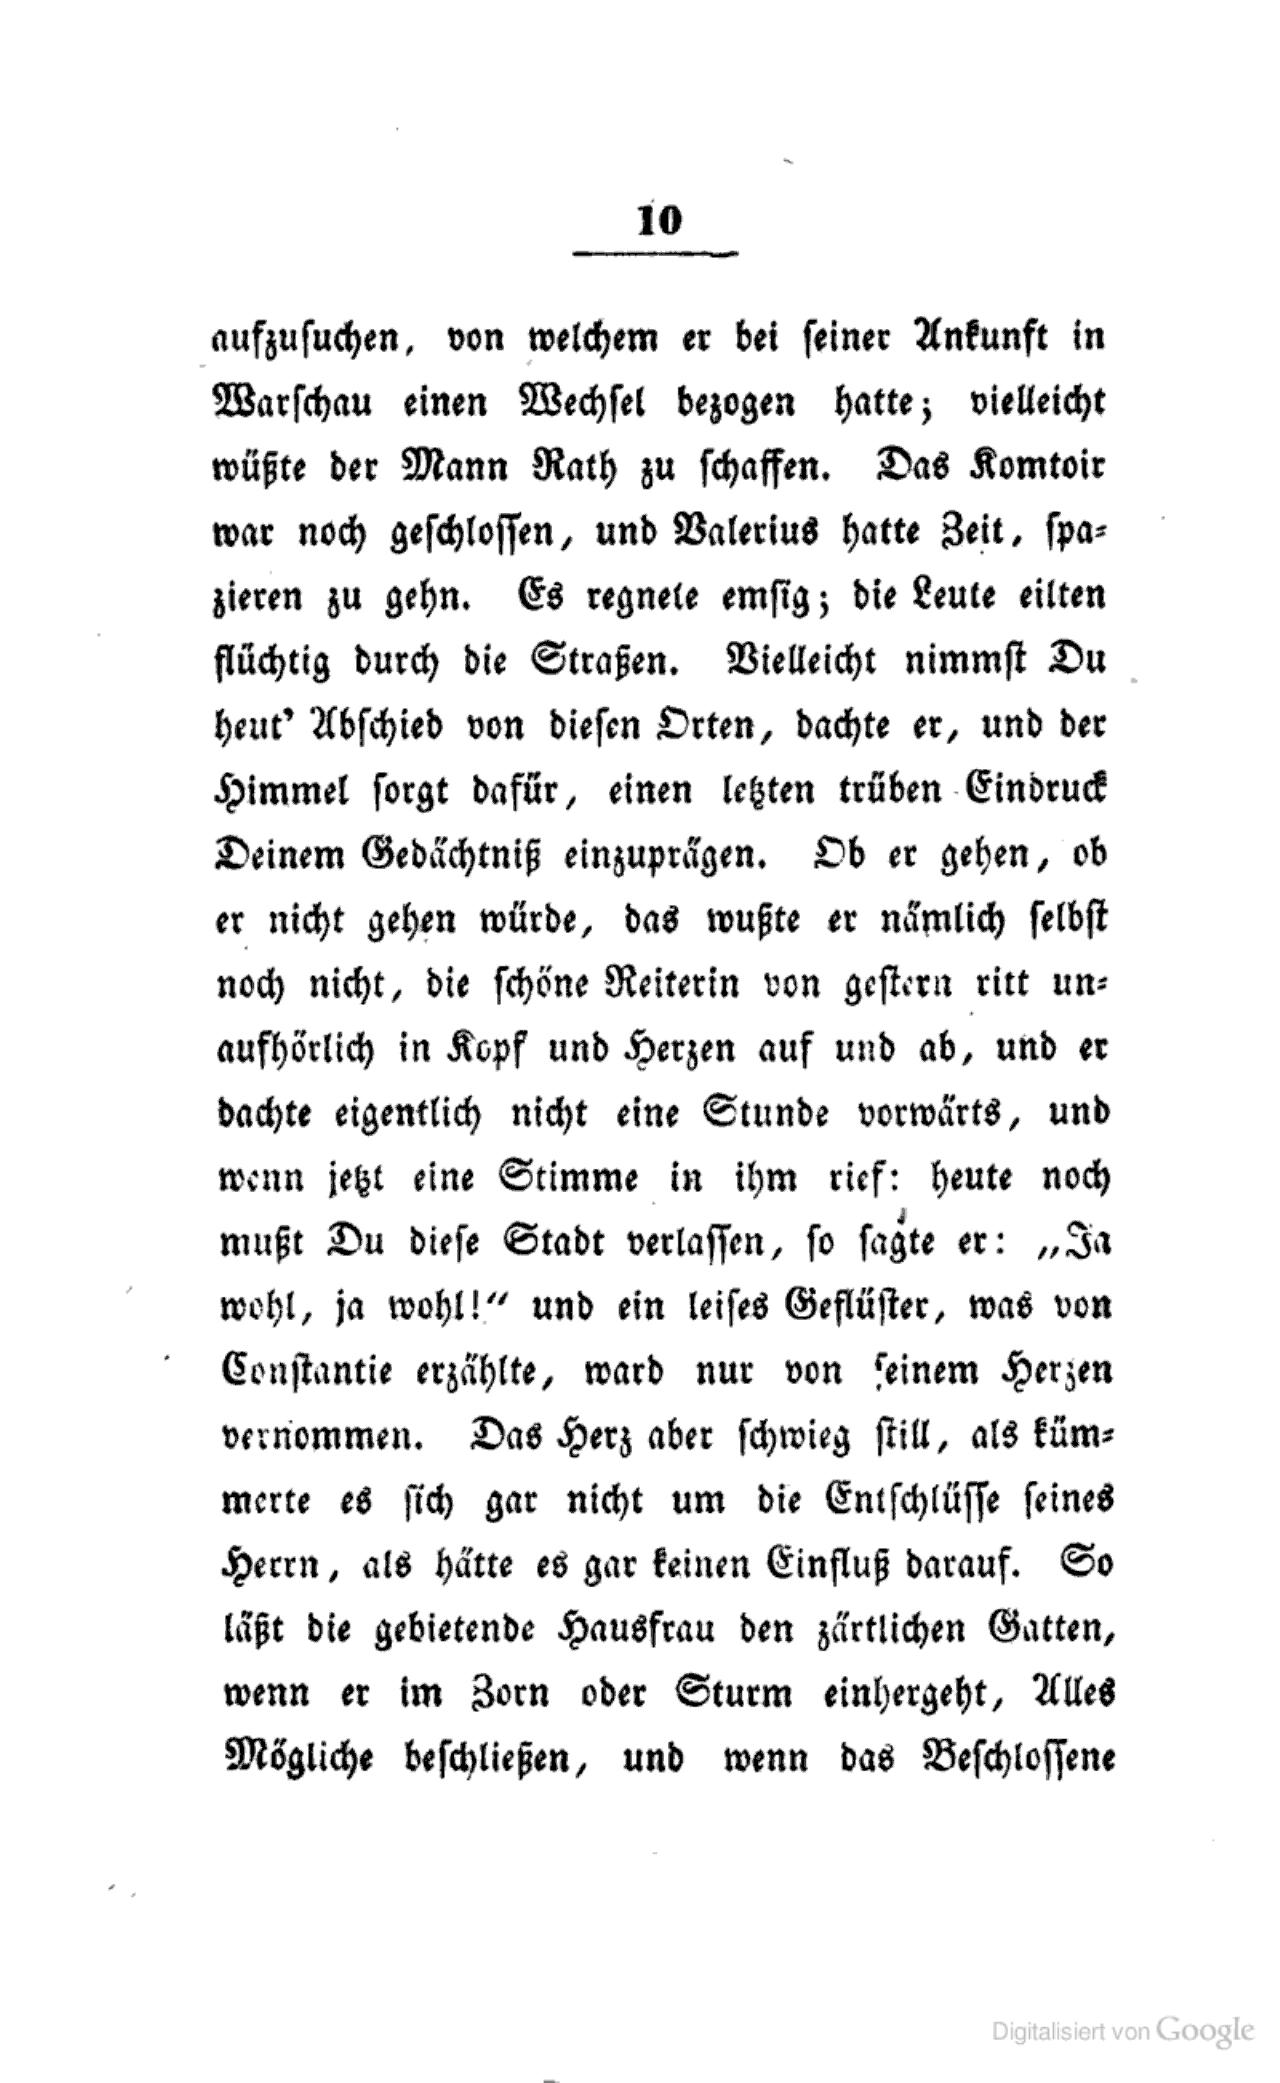 10
aufzuſuchen, von welchem er bei ſeiner Ankunft in
Warſchau einen Wechſel bezogen hatte; vielleicht
wüßte der Mann Rath zu ſchaffen. Das Komtoir
war noch geſchloſſen, und Valerius hatte Zeit, ſpa⸗
zieren zu gehn. Es regnete emſig; die Leute eilten
flüchtig durch die Straßen. Vielleicht nimmſt Du
heut' Abſchied von dieſen Orten, dachte er, und der
Himmel ſorgt dafür, einen letzten trüben Eindruck
Deinem Gedächtniß einzuprägen. Ob er gehen, ob
er nicht gehen würde, das wußte er nämlich ſelbſt
noch nicht, die ſchöne Reiterin von geſtern ritt un⸗
aufhörlich in Kopf und Herzen auf und ab, und er
dachte eigentlich nicht eine Stunde vorwärts, und
wenn jetzt eine Stimme in ihm rief: heute noch
mußt Du dieſe Stadt verlaſſen, ſo ſagte er: „Ja
wohl, ja wohl!“ und ein leiſes Geflüſter, was von
Conſtantie erzählte, ward nur von ſeinem Herzen
vernommen. Das Herz aber ſchwieg ſtill, als küm⸗
merte es ſich gar nicht um die Entſchlüſſe ſeines
Herrn, als hätte es gar keinen Einfluß darauf. So
läßt die gebietende Hausfrau den zärtlichen Gatten,
wenn er im Zorn oder Sturm einhergeht, Alles
Mögliche beſchließen, und wenn das Beſchloſſene
Digitalisiert von Google